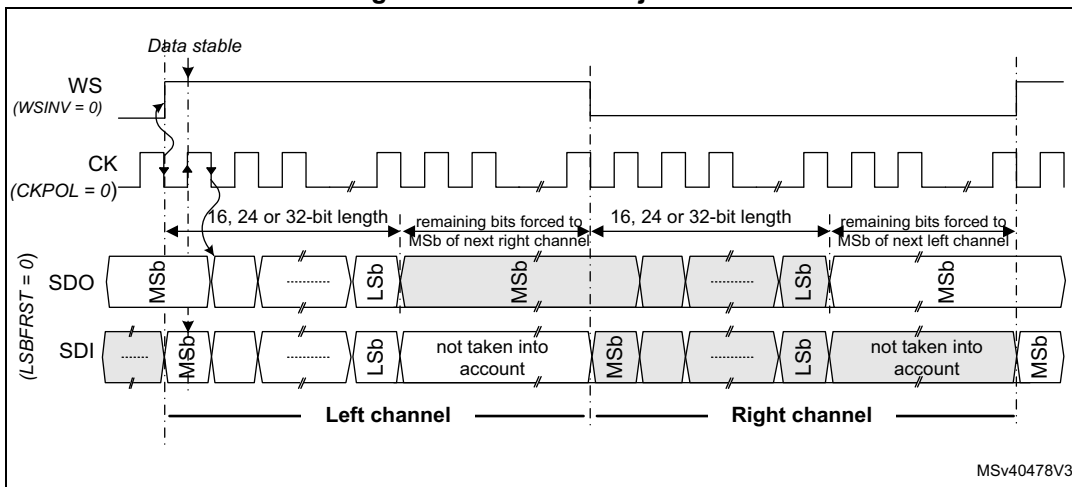 Data stable
WS
(WSINV = 0)
CK
(CKPOL = 0)
16, 24 or 32-bit length
remaining bits forced to
MSb of next right channel
16, 24 or 32-bit length
remaining bits forced to
MSb of next left channel
(LSBFRST = 0)
SDO
MSb
LSb
MSb
LSb
MSb
SDI
MSb
LSb
not taken into
account
MSb
LSb
not taken into
account
MSb
Left channel
Right channel
MSv40478V3